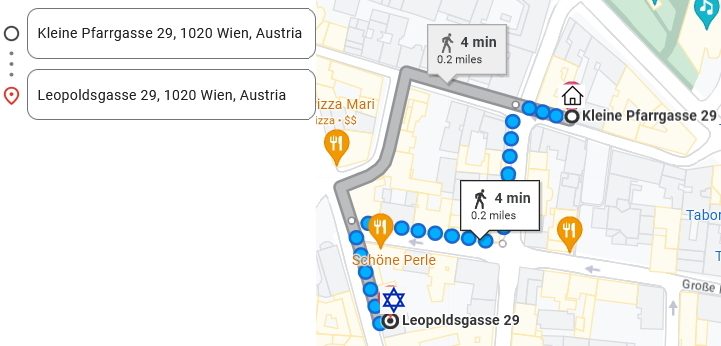 Kleine Pfarrgasse 29, 1020 Wien, Austria
Leopoldsgasse 29, 1020 Wien, Austria
4 min
0.2 miles
izza Mari
izza • $$
Kleine Pfarrgasse 29
4 min
0.2 miles
Tabor
Schöne Perle
T
Große
Leopoldsgasse 29